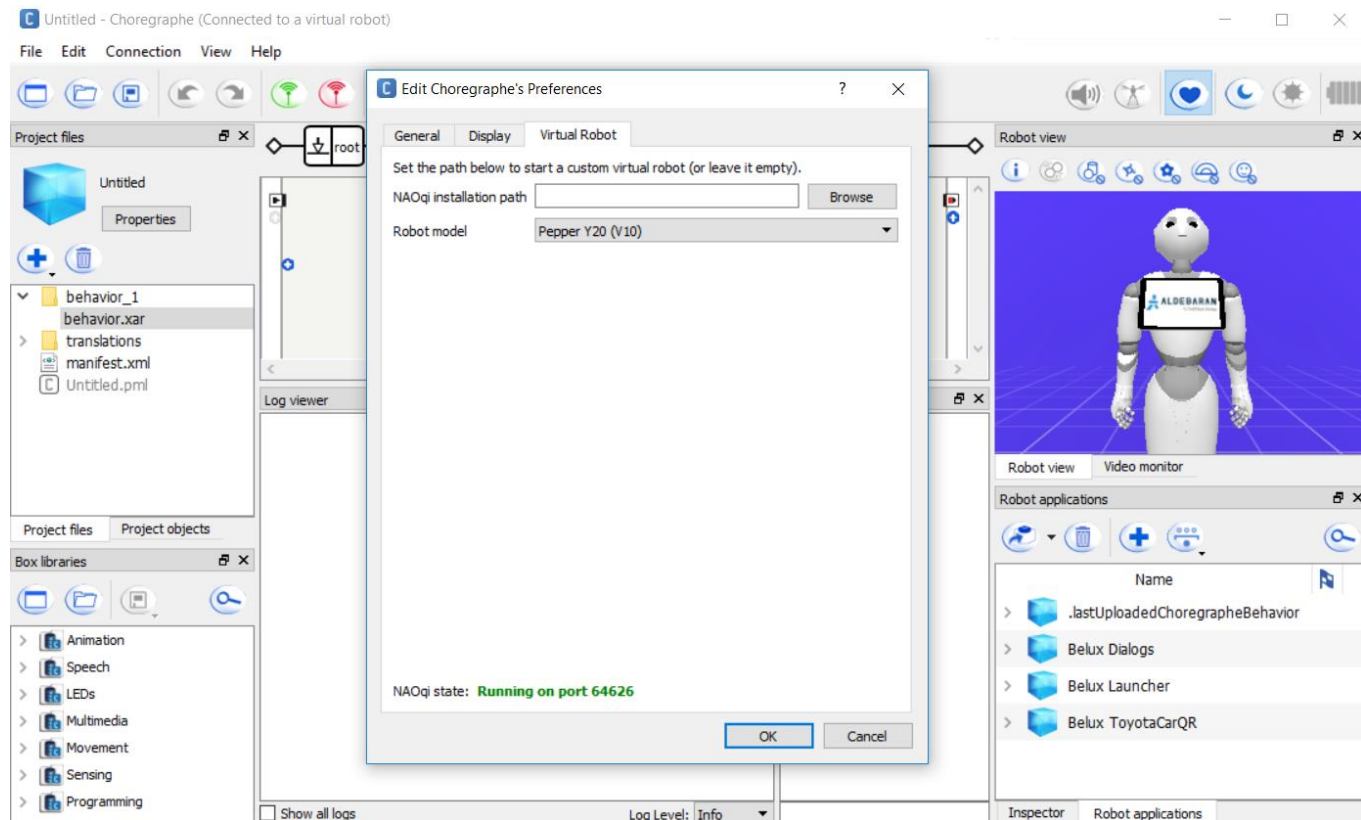 Untitled - Choregraphe (Connected to a virtual robot)
File Edit Connection View Help
Project files
Untitled
Properties
behavior_1
behavior.xar
translations
manifest.xml
Untitled.pml
Project files Project objects
Box libraries
Animation
Speech
LEDs
Multimedia
Movement
Sensing
Programming
root
Log viewer
Show all logs
Log Level: Info
Edit Choregraphe's Preferences
General Display Virtual Robot
Set the path below to start a custom virtual robot (or leave it empty).
NAOqi installation path Browse
Robot model Pepper Y20 (V10)
NAOqi state: Running on port 64626
OK Cancel
Robot view
ALDEBARAN
Robot view Video monitor
Robot applications
Name
.lastUploadedChoregrapheBehavior
Belux Dialogs
Belux Launcher
Belux ToyotaCarQR
Inspector Robot applications